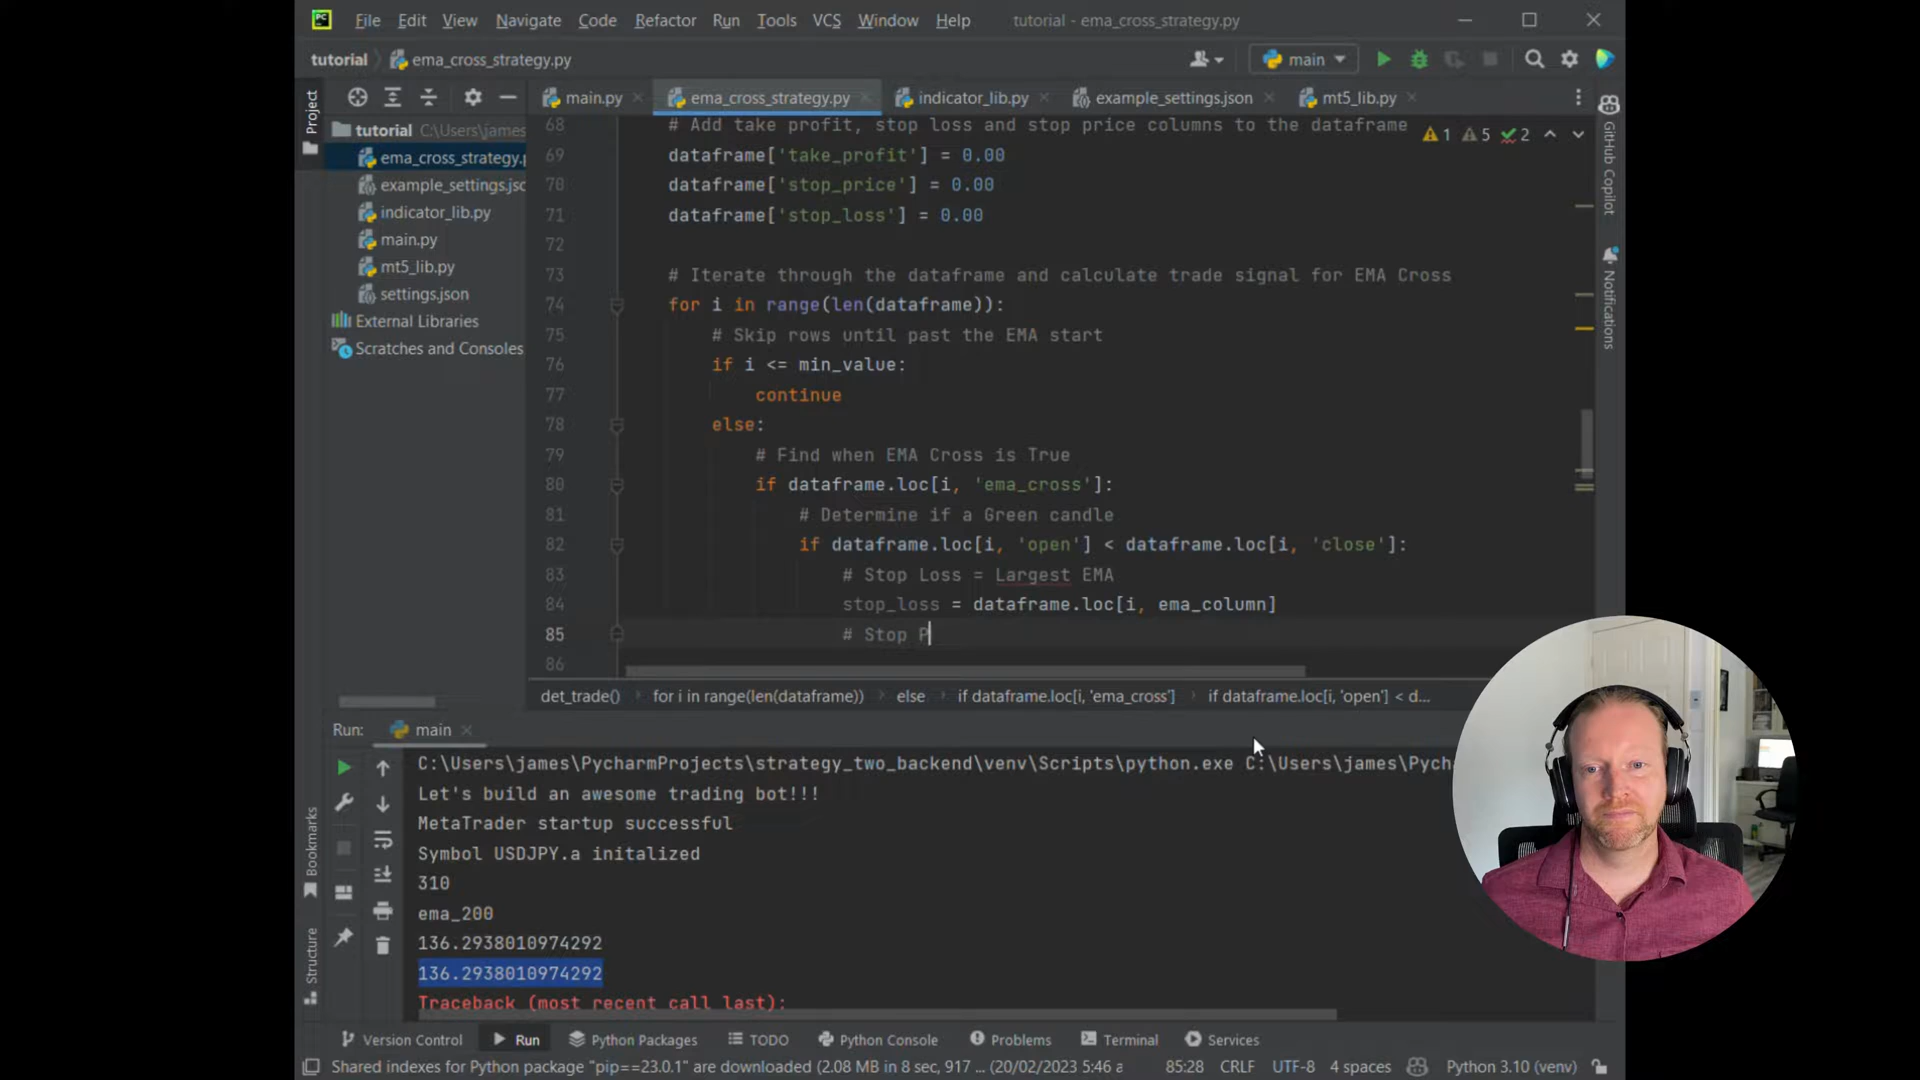 File Edit View Navigate Code Refactor Run Tools VCS Window Help tutorial - ema_cross_strategy.py
tutorial ema_cross_strategy.py main
Project
tutorial C:\Users\james
ema_cross_strategy.p
example_settings.jsc
indicator_lib.py
main.py
mt5_lib.py
settings.json
External Libraries
Scratches and Consoles
main.py ema_cross_strategy.py indicator_lib.py example_settings.json mt5_lib.py
1 5 2
68 # Add take profit, stop loss and stop price columns to the dataframe
69 dataframe['take_profit'] = 0.00
70 dataframe['stop_price'] = 0.00
71 dataframe['stop_loss'] = 0.00
72
73 # Iterate through the dataframe and calculate trade signal for EMA Cross
74 for i in range(len(dataframe)):
75 # Skip rows until past the EMA start
76 if i <= min_value:
77 continue
78 else:
79 # Find when EMA Cross is True
80 if dataframe.loc[i, 'ema_cross']:
81 # Determine if a Green candle
82 if dataframe.loc[i, 'open'] < dataframe.loc[i, 'close']:
83 # Stop Loss = Largest EMA
84 stop_loss = dataframe.loc[i, ema_column]
85 # Stop P
86
det_trade() for i in range(len(dataframe)) else if dataframe.loc[i, 'ema_cross'] if dataframe.loc[i, 'open'] < d...
GitHub Copilot
Notifications
Run: main
C:\Users\james\PycharmProjects\strategy_two_backend\venv\Scripts\python.exe C:\Users\james\Pycha
Let's build an awesome trading bot!!!
MetaTrader startup successful
Symbol USDJPY.a initalized
310
ema_200
136.2938010974292
136.2938010974292
Traceback (most recent call last):
Bookmarks
Structure
Version Control Run Python Packages TODO Python Console Problems Terminal Services
Shared indexes for Python package "pip==23.0.1" are downloaded (2.08 MB in 8 sec, 917 ... (20/02/2023 5:46 a 85:28 CRLF UTF-8 4 spaces Python 3.10 (venv)